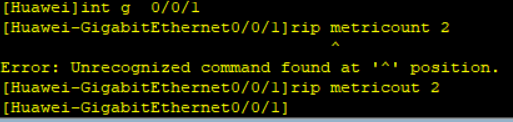 [Huawei]int g  0/0/1
[Huawei-GigabitEthernet0/0/1]rip metricount 2
^
Error: Unrecognized command found at '^' position.
[Huawei-GigabitEthernet0/0/1]rip metricout 2
[Huawei-GigabitEthernet0/0/1]